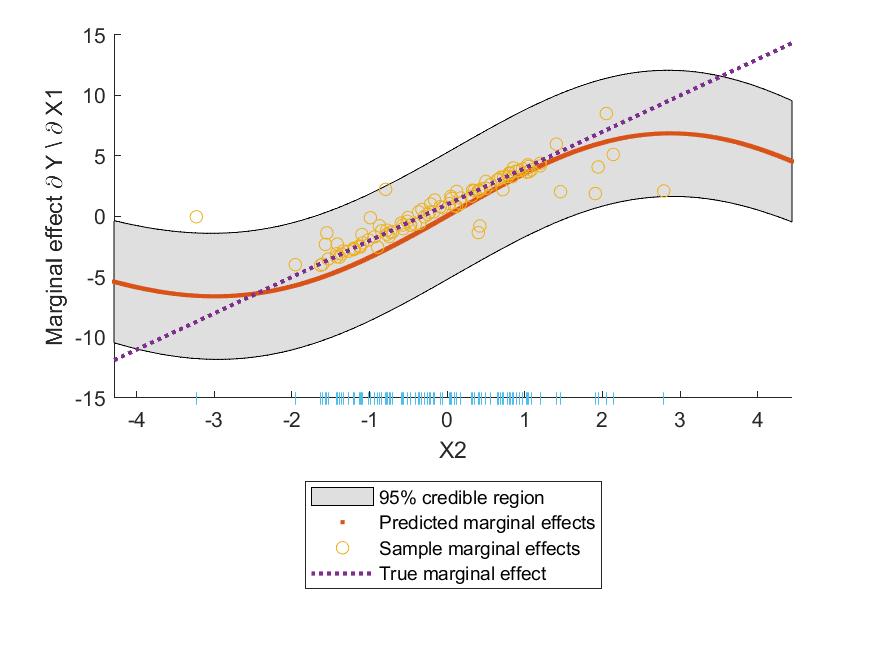 15
10
5
0
-5
-10
-15
Marginal effect ∂ Y \ ∂ X1
-4 -3 -2 -1 0 1 2 3 4
X2
95% credible region
Predicted marginal effects
Sample marginal effects
True marginal effect